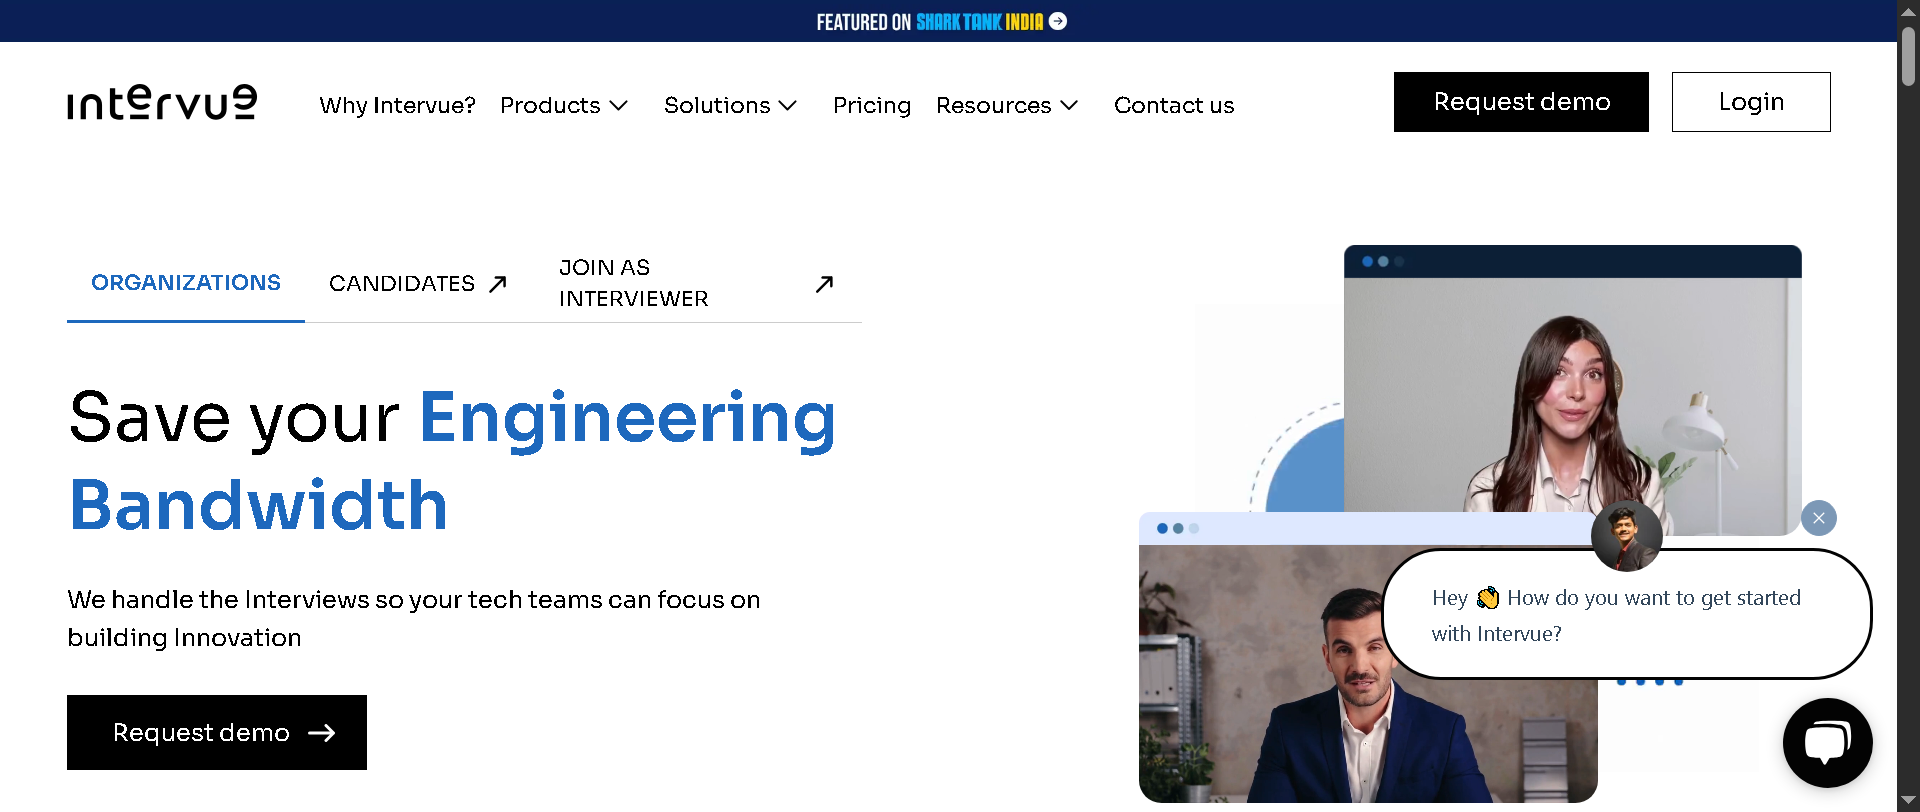 FEATURED ON SHARK TANK INDIA
intervue
Why Intervue? Products Solutions Pricing Resources Contact us
Request demo Login
ORGANIZATIONS CANDIDATES JOIN AS
INTERVIEWER
Save your Engineering
Bandwidth
We handle the Interviews so your tech teams can focus on
building Innovation
Request demo
Hey 👏 How do you want to get started
with Intervue?